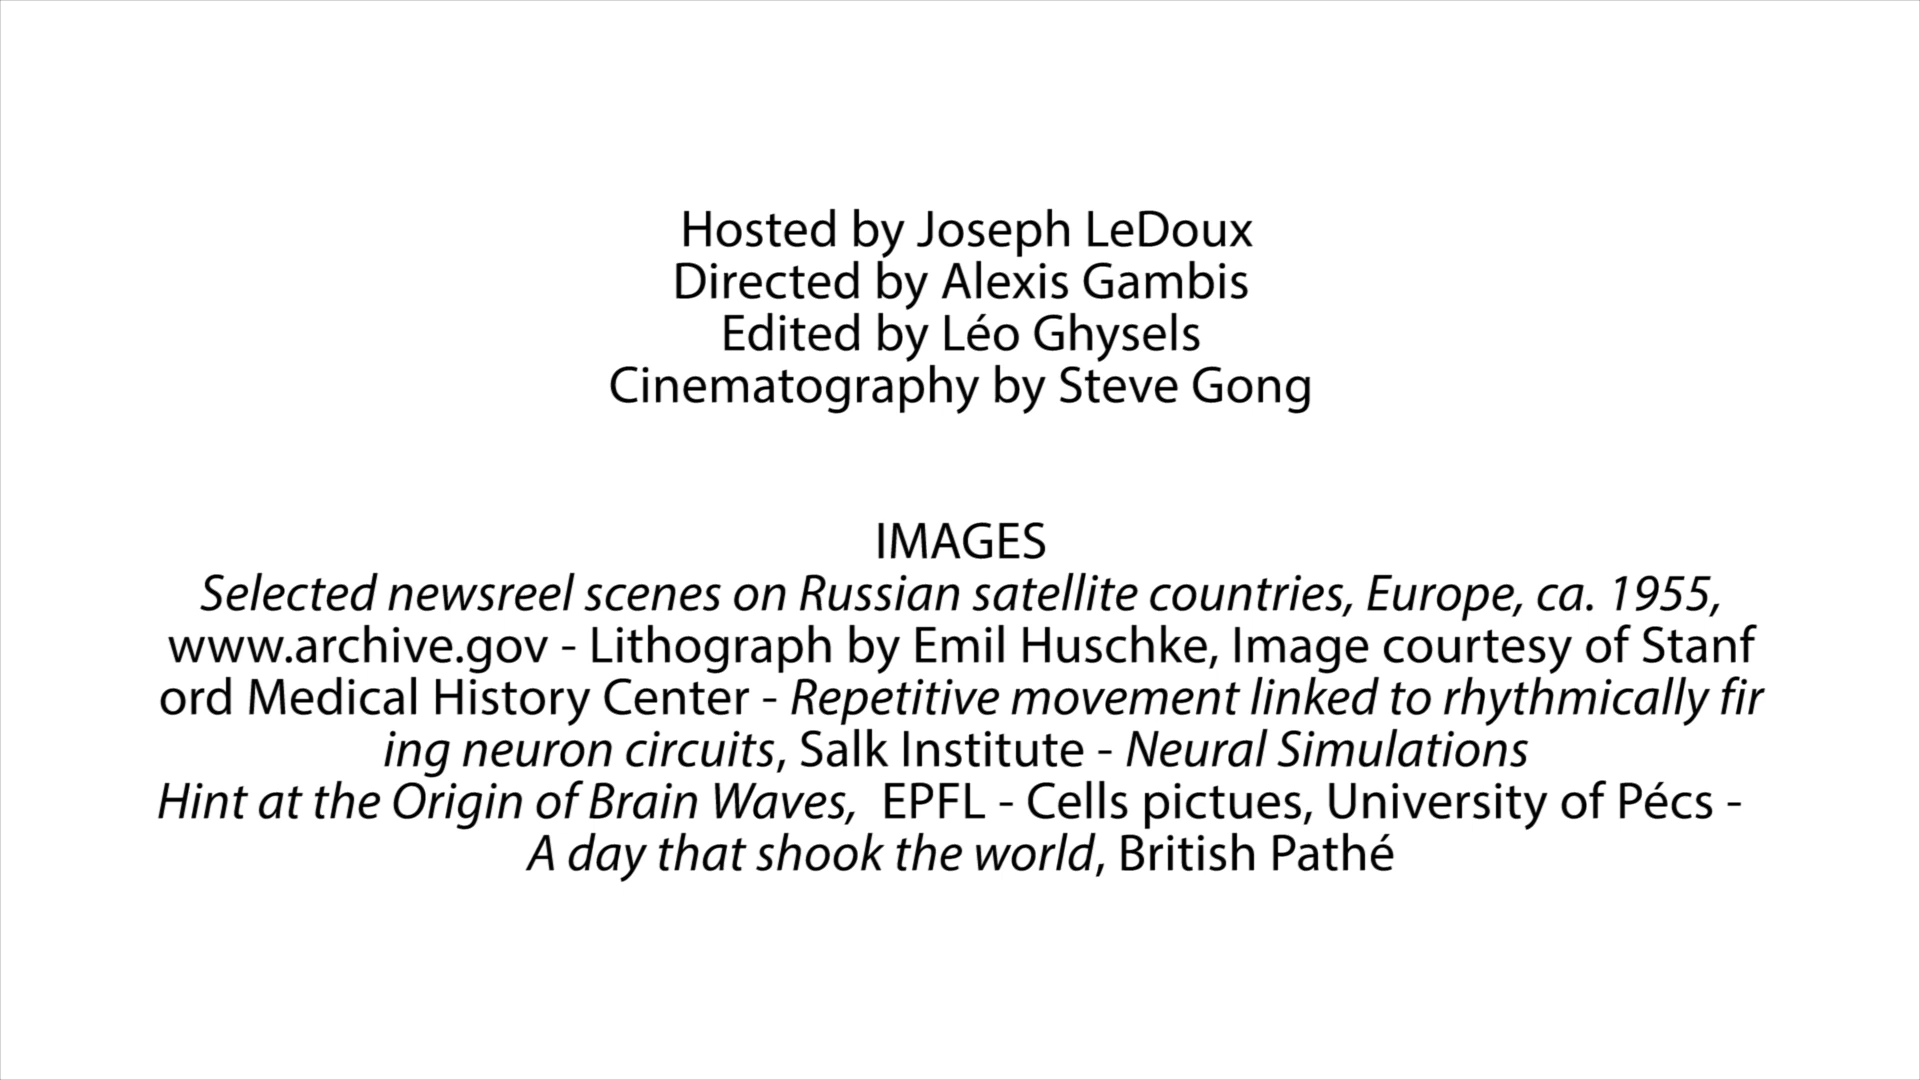 Hosted by Joseph LeDoux
Directed by Alexis Gambis
Edited by Léo Ghysels
Cinematography by Steve Gong
IMAGES
Selected newsreel scenes on Russian satellite countries, Europe, ca. 1955,
www.archive.gov - Lithograph by Emil Huschke, Image courtesy of Stanf
ord Medical History Center - Repetitive movement linked to rhythmically fir
ing neuron circuits, Salk Institute - Neural Simulations
Hint at the Origin of Brain Waves,  EPFL - Cells pictues, University of Pécs -
A day that shook the world, British Pathé